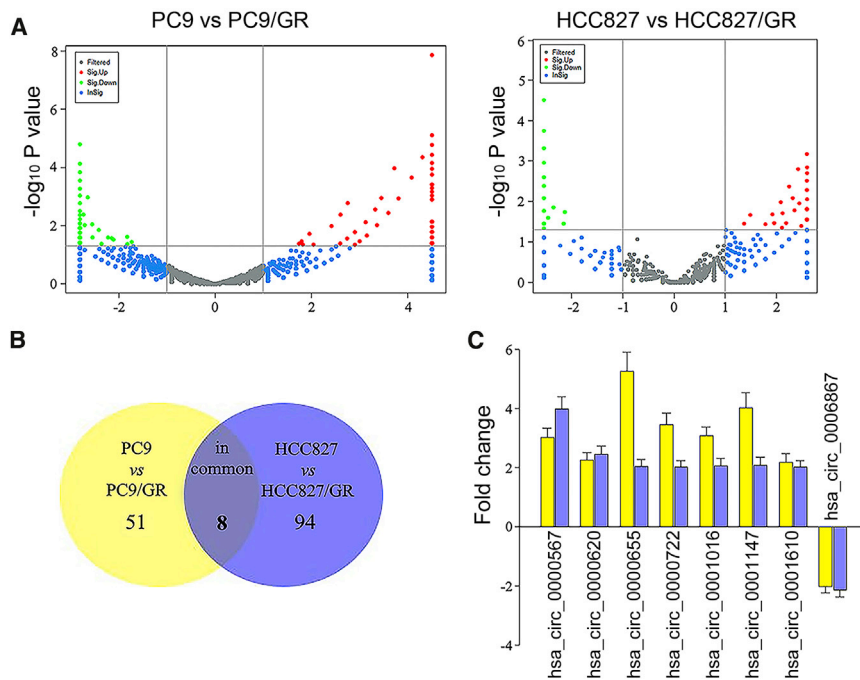 A
PC9 vs PC9/GR
HCC827 vs HCC827/GR
-log10 P value
8
6
4
2
0
Filtered
Sig.Up
Sig.Down
InSig
-2
0
2
4
-log10 P value
6
5
4
3
2
1
0
Filtered
Sig.Up
Sig.Down
InSig
-2
-1
0
1
2
B
PC9
vs
PC9/GR
51
in
common
8
HCC827
vs
HCC827/GR
94
C
Fold change
6
4
2
0
-2
-4
hsa_circ_0000567
hsa_circ_0000620
hsa_circ_0000655
hsa_circ_0000722
hsa_circ_0001016
hsa_circ_0001147
hsa_circ_0001610
hsa_circ_0006867